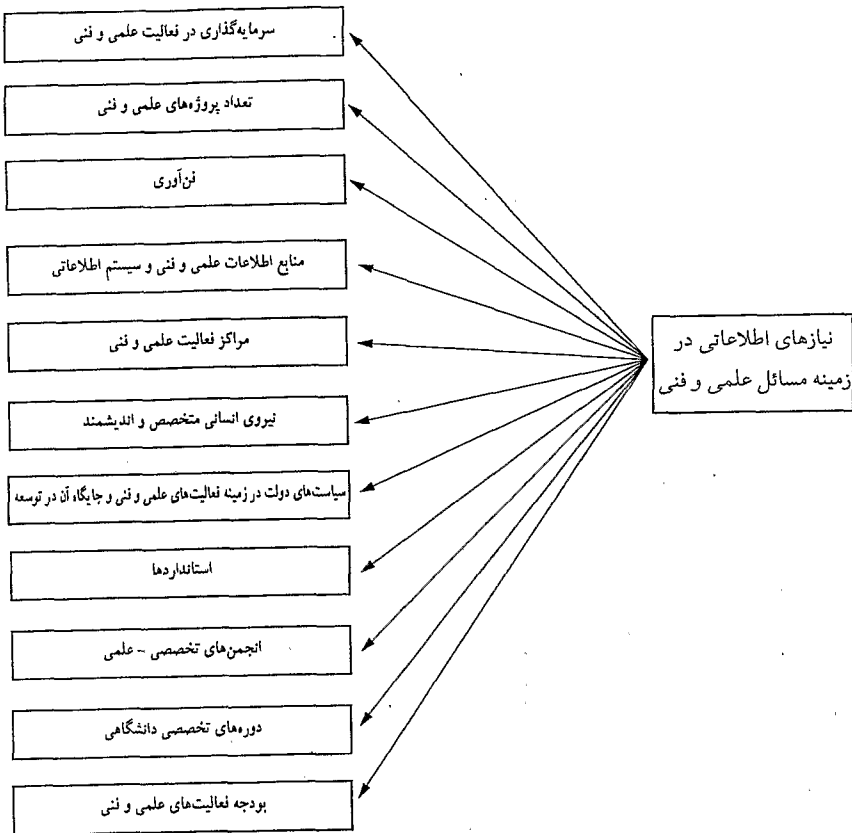 نیازهای اطلاعاتی در
زمینه مسائل علمی و فنی
سرمایه‌گذاری در فعالیت علمی و فنی
تعداد پروژه‌های علمی و فنی
فن‌آوری
منابع اطلاعات علمی و فنی و سیستم اطلاعاتی
مراکز فعالیت علمی و فنی
نیروی انسانی متخصص و اندیشمند
سیاست‌های دولت در زمینه فعالیت‌های علمی و فنی و جایگاه آن در توسعه
استانداردها
انجمن‌های تخصصی - علمی
دوره‌های تخصصی دانشگاهی
بودجه فعالیت‌های علمی و فنی